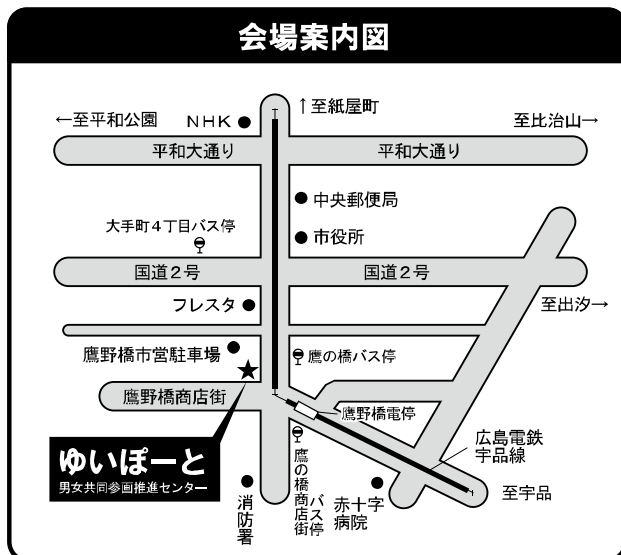 会場案内図
↑至紙屋町
←至平和公園
NHK
至比治山→
平和大通り
平和大通り
中央郵便局
大手町4丁目バス停
市役所
国道2号
国道2号
フレスタ
至出汐→
鷹野橋市営駐車場
鷹の橋バス停
鷹野橋商店街
鷹野橋電停
広島電鉄
宇品線
ゆいぽーと
男女共同参画推進センター
鷹の橋商店街バス停
消防署
赤十字
病院
至宇品